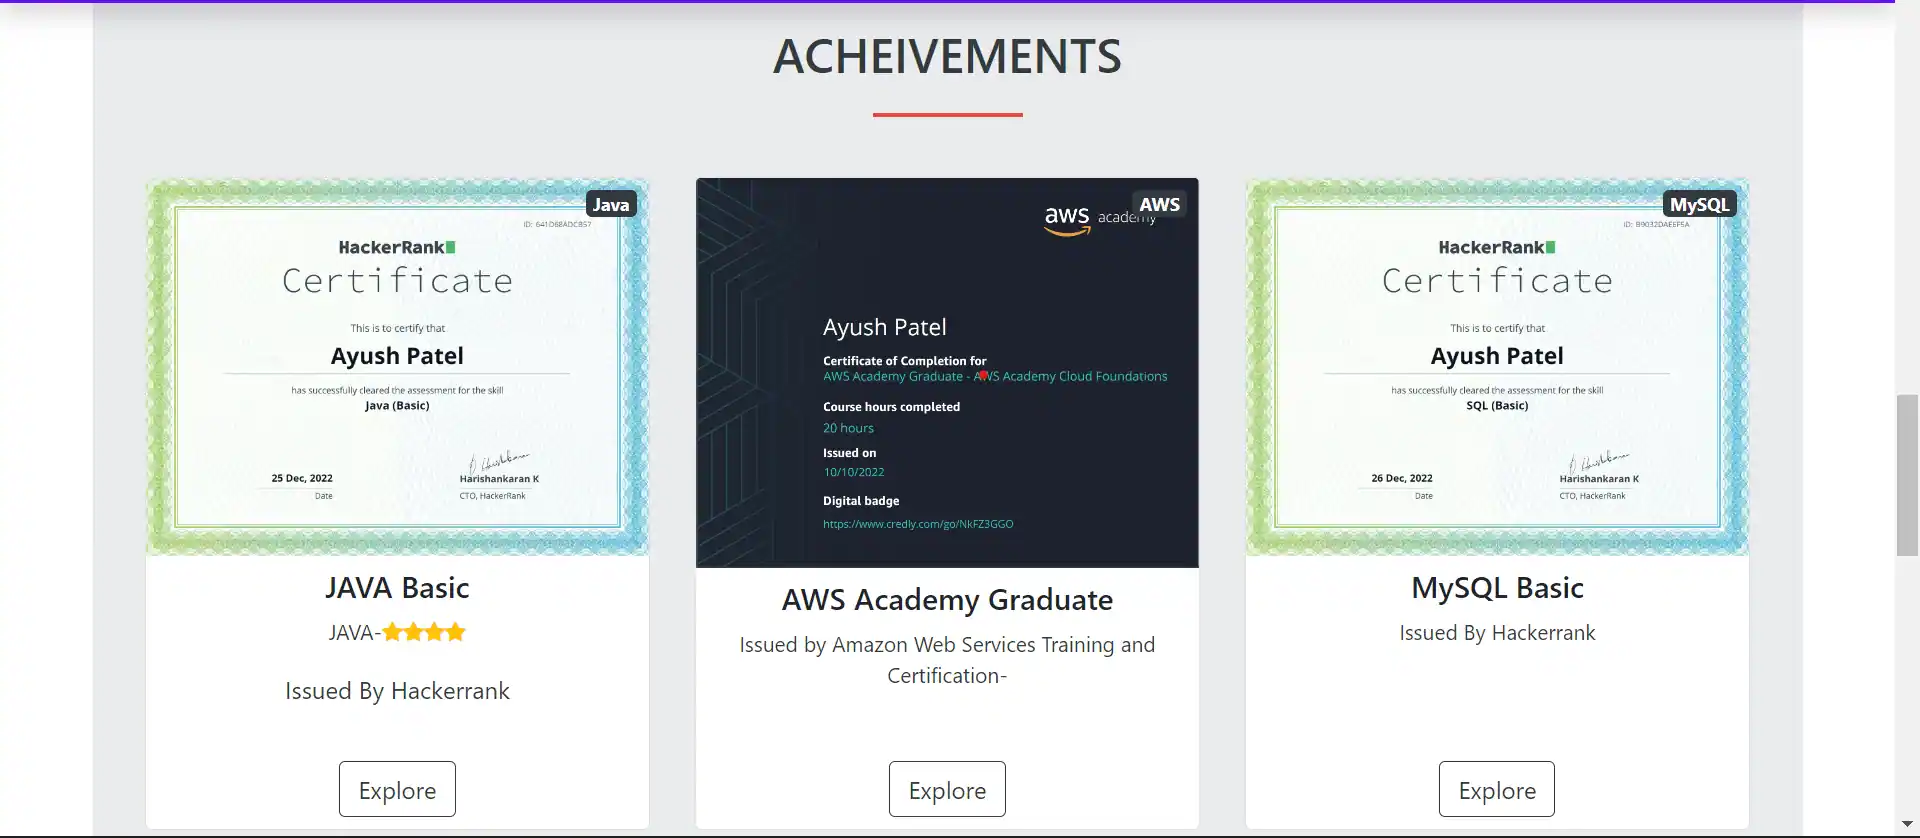 ACHEIVEMENTS
Java
ID: 641D68ADCB57
HackerRank
Certificate
This is to certify that
Ayush Patel
has successfully cleared the assessment for the skill
Java (Basic)
25 Dec, 2022
Date
Harishankaran K
CTO, HackerRank
JAVA Basic
JAVA-
Issued By Hackerrank
Explore
AWS
aws academy
Ayush Patel
Certificate of Completion for
AWS Academy Graduate - AWS Academy Cloud Foundations
Course hours completed
20 hours
Issued on
10/10/2022
Digital badge
https://www.credly.com/go/NkFZ3GGO
AWS Academy Graduate
Issued by Amazon Web Services Training and
Certification-
Explore
MySQL
ID: B9032DAEEF5A
HackerRank
Certificate
This is to certify that
Ayush Patel
has successfully cleared the assessment for the skill
SQL (Basic)
26 Dec, 2022
Date
Harishankaran K
CTO, HackerRank
MySQL Basic
Issued By Hackerrank
Explore